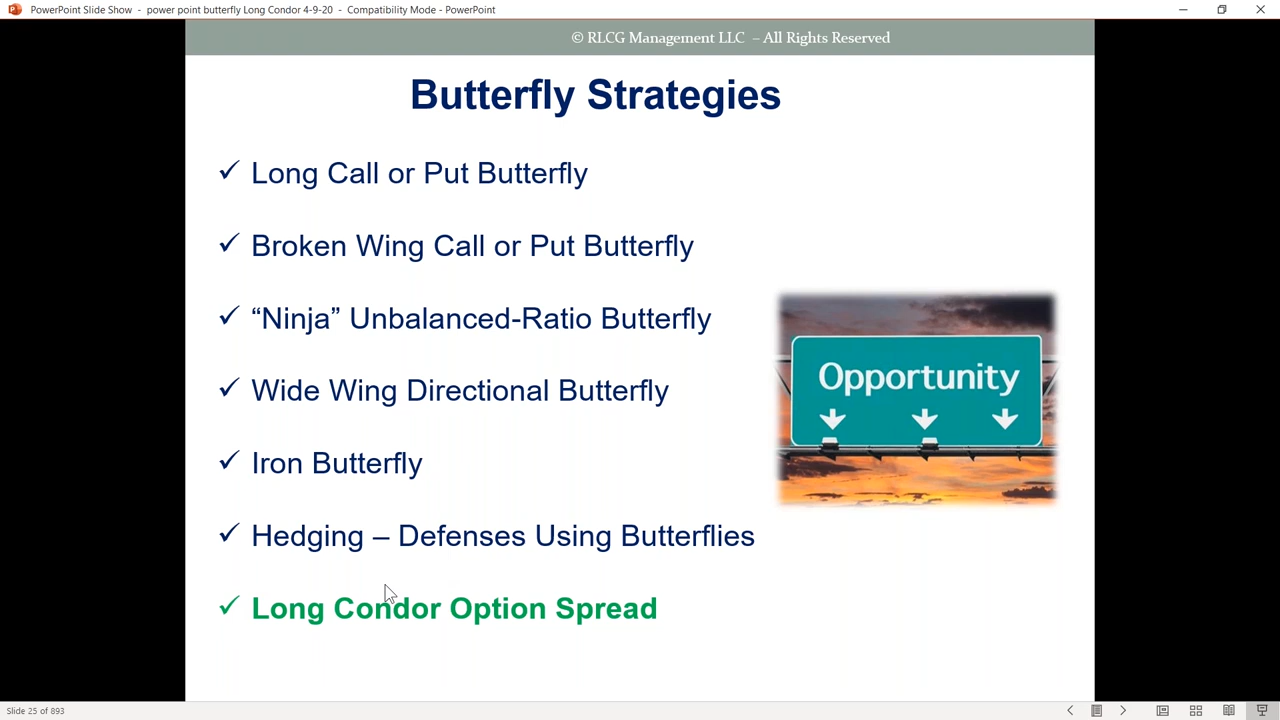 PowerPoint Slide Show - power point butterfly Long Condor 4-9-20 - Compatibility Mode - PowerPoint
© RLCG Management LLC – All Rights Reserved
Butterfly Strategies
✓ Long Call or Put Butterfly
✓ Broken Wing Call or Put Butterfly
✓ “Ninja” Unbalanced-Ratio Butterfly
✓ Wide Wing Directional Butterfly
✓ Iron Butterfly
✓ Hedging – Defenses Using Butterflies
✓ Long Condor Option Spread
Opportunity
Slide 25 of 893